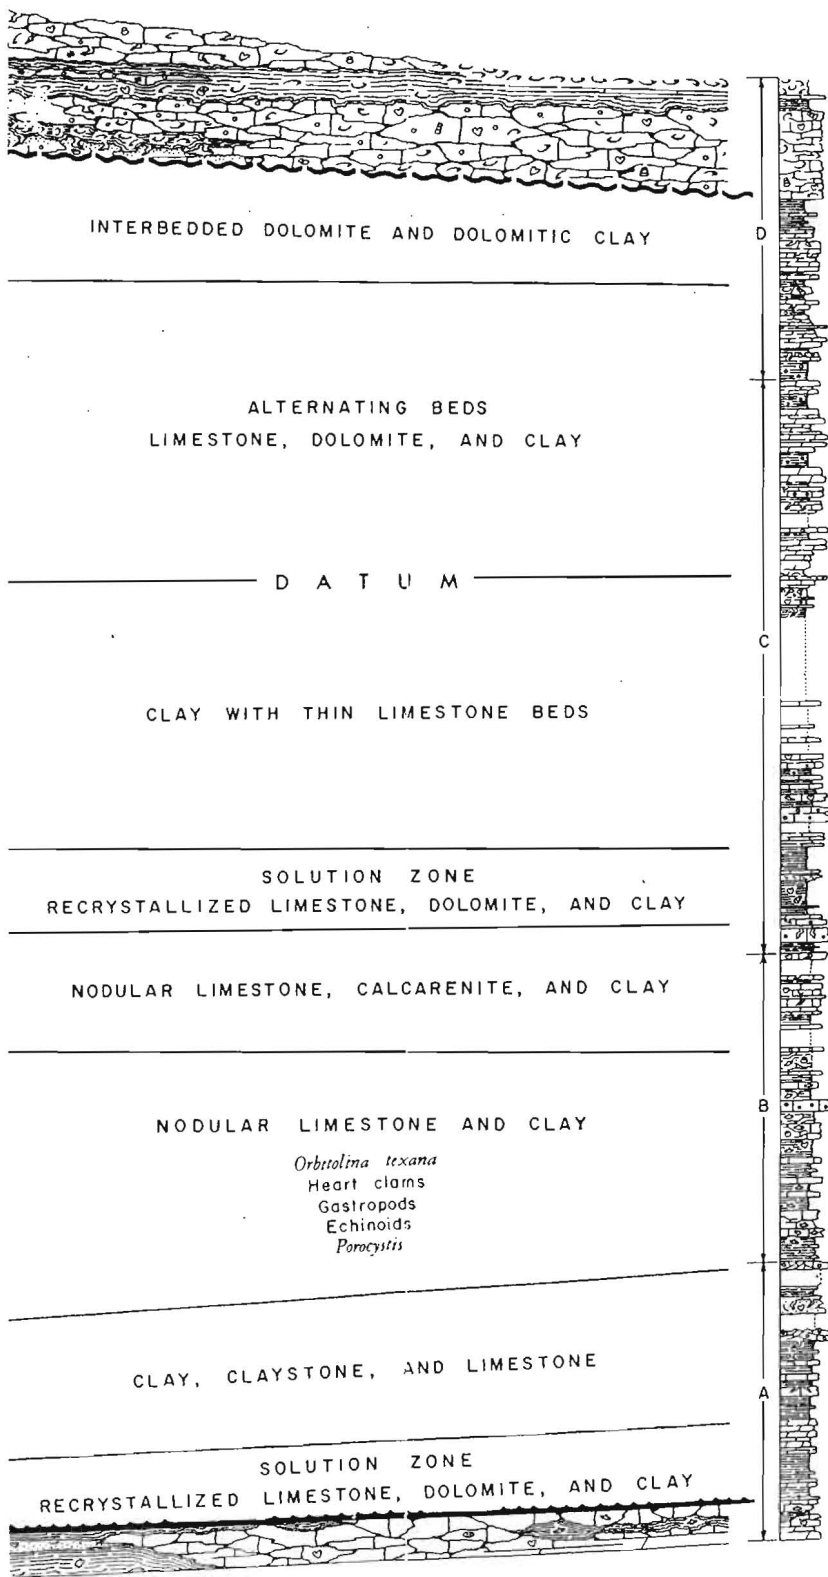 INTERBEDDED DOLOMITE AND DOLOMITIC CLAY
D
ALTERNATING BEDS
LIMESTONE, DOLOMITE, AND CLAY
DATUM
C
CLAY WITH THIN LIMESTONE BEDS
SOLUTION ZONE
RECRYSTALLIZED LIMESTONE, DOLOMITE, AND CLAY
NODULAR LIMESTONE, CALCARENITE, AND CLAY
B
NODULAR LIMESTONE AND CLAY
Orbitolina texana
Heart clams
Gastropods
Echinoids
Porocystis
CLAY, CLAYSTONE, AND LIMESTONE
A
SOLUTION ZONE
RECRYSTALLIZED LIMESTONE, DOLOMITE, AND CLAY